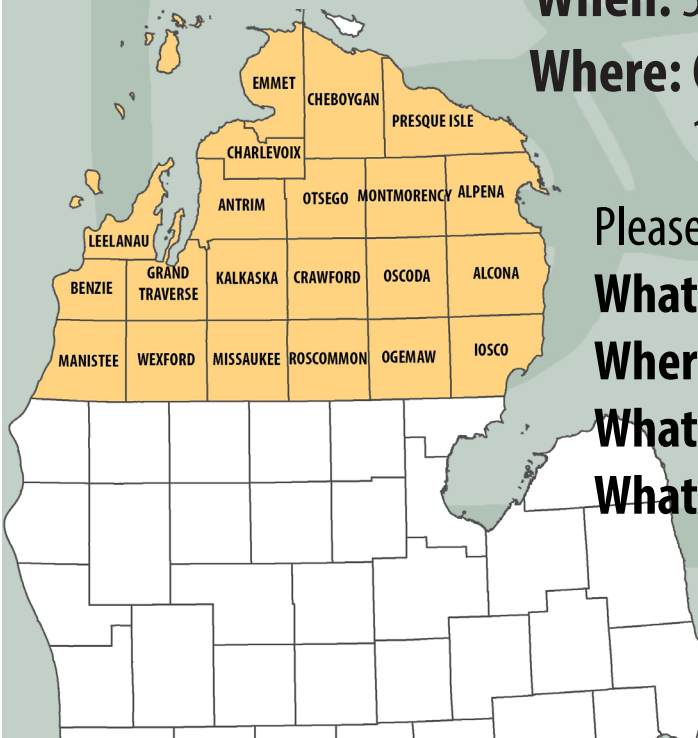 When: 5
Where:
EMMET
CHEBOYGAN
PRESQUE ISLE
CHARLEVOIX
ANTRIM
OTSEGO
MONTMORENCY
ALPENA
LEELANAU
BENZIE
GRAND
TRAVERSE
KALKASKA
CRAWFORD
OSCODA
ALCONA
MANISTEE
WEXFORD
MISSAUKEE
ROSCOMMON
OGEMAW
IOSCO
Please
What
Wher
What
What